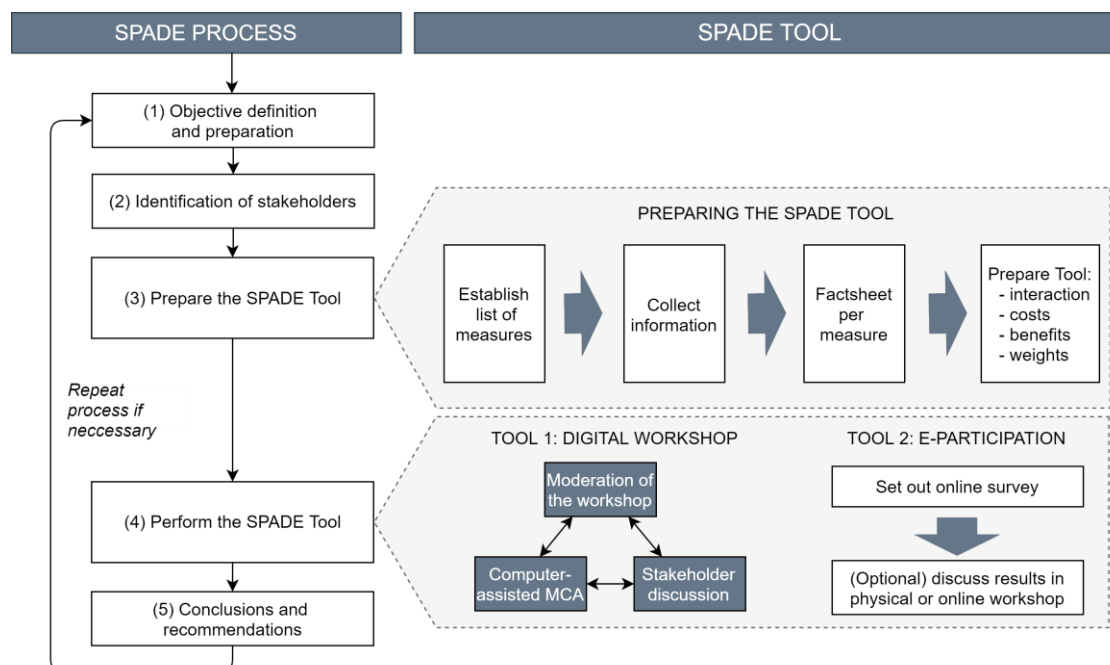 SPADE PROCESS
SPADE TOOL
(1) Objective definition
and preparation
(2) Identification of stakeholders
(3) Prepare the SPADE Tool
Repeat
process if
neccessary
(4) Perform the SPADE Tool
(5) Conclusions and
recommendations
PREPARING THE SPADE TOOL
Establish
list of
measures
Collect
information
Factsheet
per
measure
Prepare Tool:
- interaction
- costs
- benefits
- weights
TOOL 1: DIGITAL WORKSHOP
Moderation of
the workshop
Computer-
assisted MCA
Stakeholder
discussion
TOOL 2: E-PARTICIPATION
Set out online survey
(Optional) discuss results in
physical or online workshop